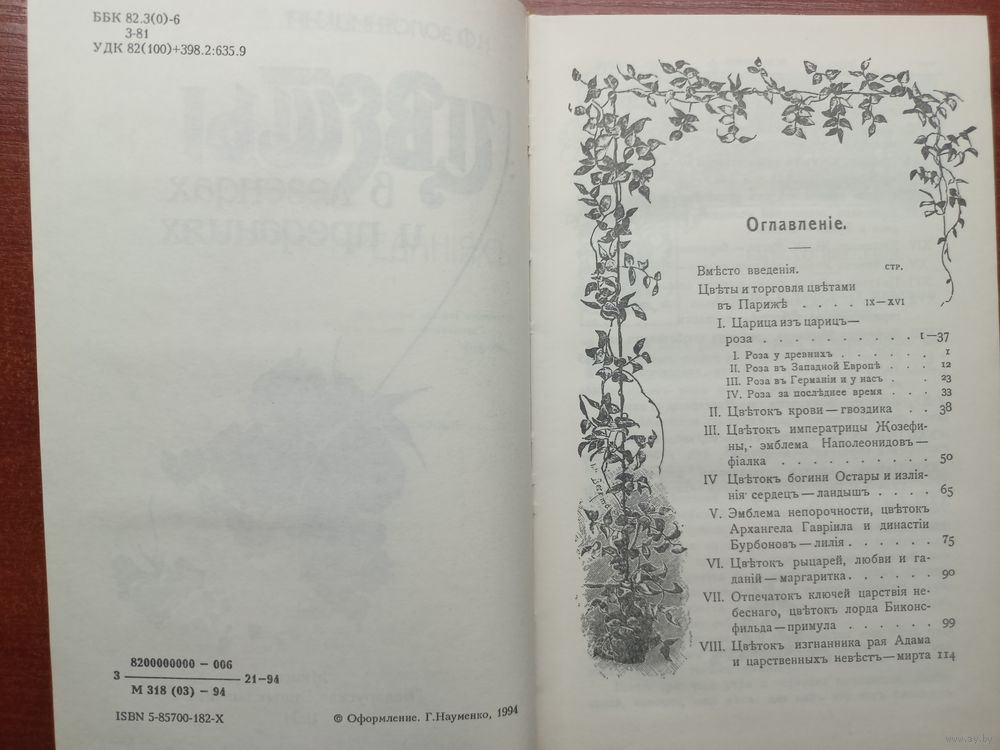 ББК 82.3(0)-6
З-81
УДК 82(100)+398.2:635.9
8200000000 – 006
З ——— 21–94
М 318 (03) – 94
ISBN 5-85700-182-X
© Оформление. Г.Науменко, 1994
Оглавленіе.
СТР.
Вмѣсто введенія.
Цвѣты и торговля цвѣтами
въ Парижѣ . . . . IX—XVI
I. Царица изъ царицъ—
роза . . . . . . . . . . 1—37
I. Роза у древнихъ . . . . . . 1
II. Роза въ Западной Европѣ . . . 12
III. Роза въ Германіи и у насъ . . 23
IV. Роза за послѣднее время . . . 33
II. Цвѣтокъ крови — гвоздика . . 38
III. Цвѣтокъ императрицы Жозефи-
ны, эмблема Наполеонидовъ —
фіалка . . . . . . . . . . 50
IV Цвѣтокъ богини Остары и излія-
нія сердецъ — ландышъ . . . . 65
V. Эмблема непорочности, цвѣтокъ
Архангела Гавріила и династіи
Бурбоновъ — лилія . . . . . . 75
VI. Цвѣтокъ рыцарей, любви и га-
даній — маргаритка . . . . . . 90
VII. Отпечатокъ ключей царствія не-
беснаго, цвѣтокъ лорда Биконс-
фильда — примула . . . . . . 99
VIII. Цвѣтокъ изгнанника рая Адама
и царственныхъ невѣстъ — мирта 114
www.ay.by